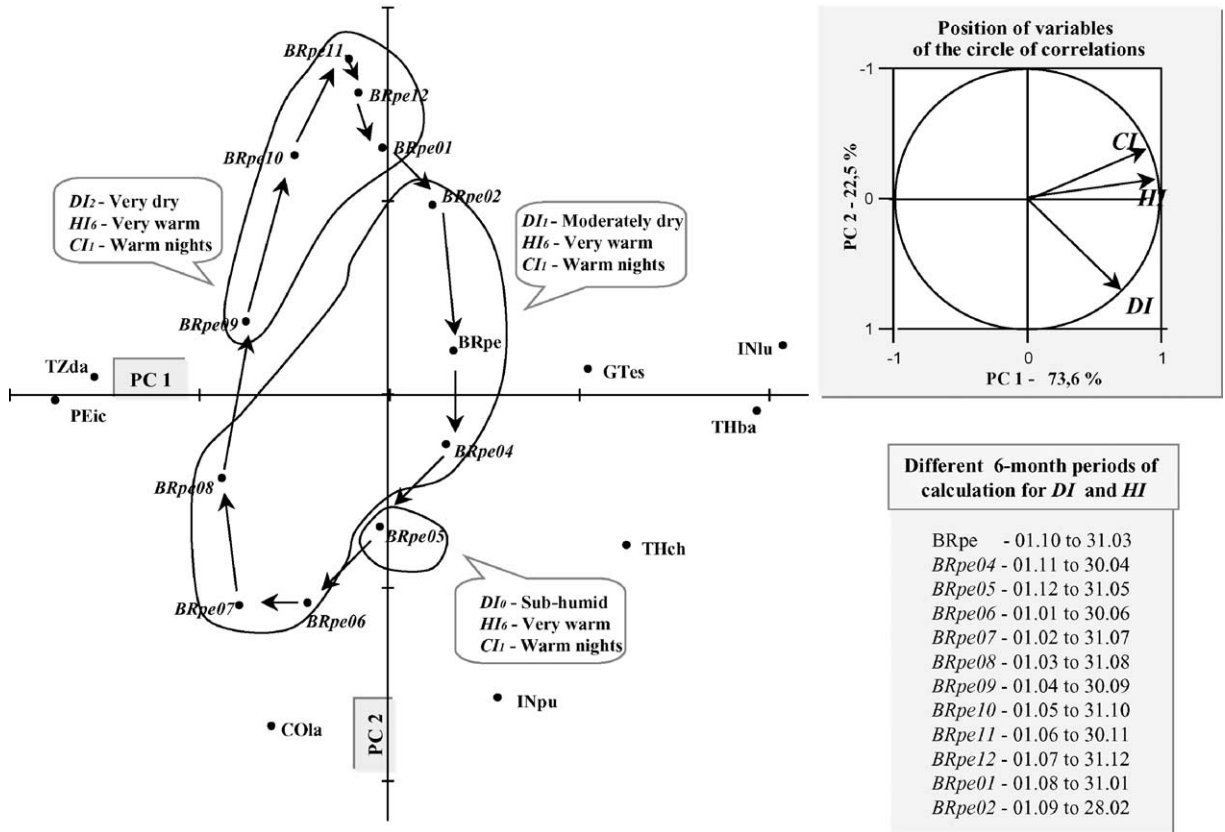 BRpe11
BRpe12
BRpe10
BRpe01
BRpe02
DI2 - Very dry
HI6 - Very warm
CI1 - Warm nights
DI1 - Moderately dry
HI6 - Very warm
CI1 - Warm nights
BRpe09
BRpe
TZda
PC 1
GTes
INlu
PEic
THba
BRpe04
BRpe08
BRpe05
THch
BRpe07
BRpe06
DI0 - Sub-humid
HI6 - Very warm
CI1 - Warm nights
INpu
COla
PC 2
Position of variables
of the circle of correlations
-1
0
1
PC 2 - 22,5 %
CI
HI
DI
-1
0
1
PC 1 - 73,6 %
Different 6-month periods of
calculation for DI and HI
BRpe - 01.10 to 31.03
BRpe04 - 01.11 to 30.04
BRpe05 - 01.12 to 31.05
BRpe06 - 01.01 to 30.06
BRpe07 - 01.02 to 31.07
BRpe08 - 01.03 to 31.08
BRpe09 - 01.04 to 30.09
BRpe10 - 01.05 to 31.10
BRpe11 - 01.06 to 30.11
BRpe12 - 01.07 to 31.12
BRpe01 - 01.08 to 31.01
BRpe02 - 01.09 to 28.02